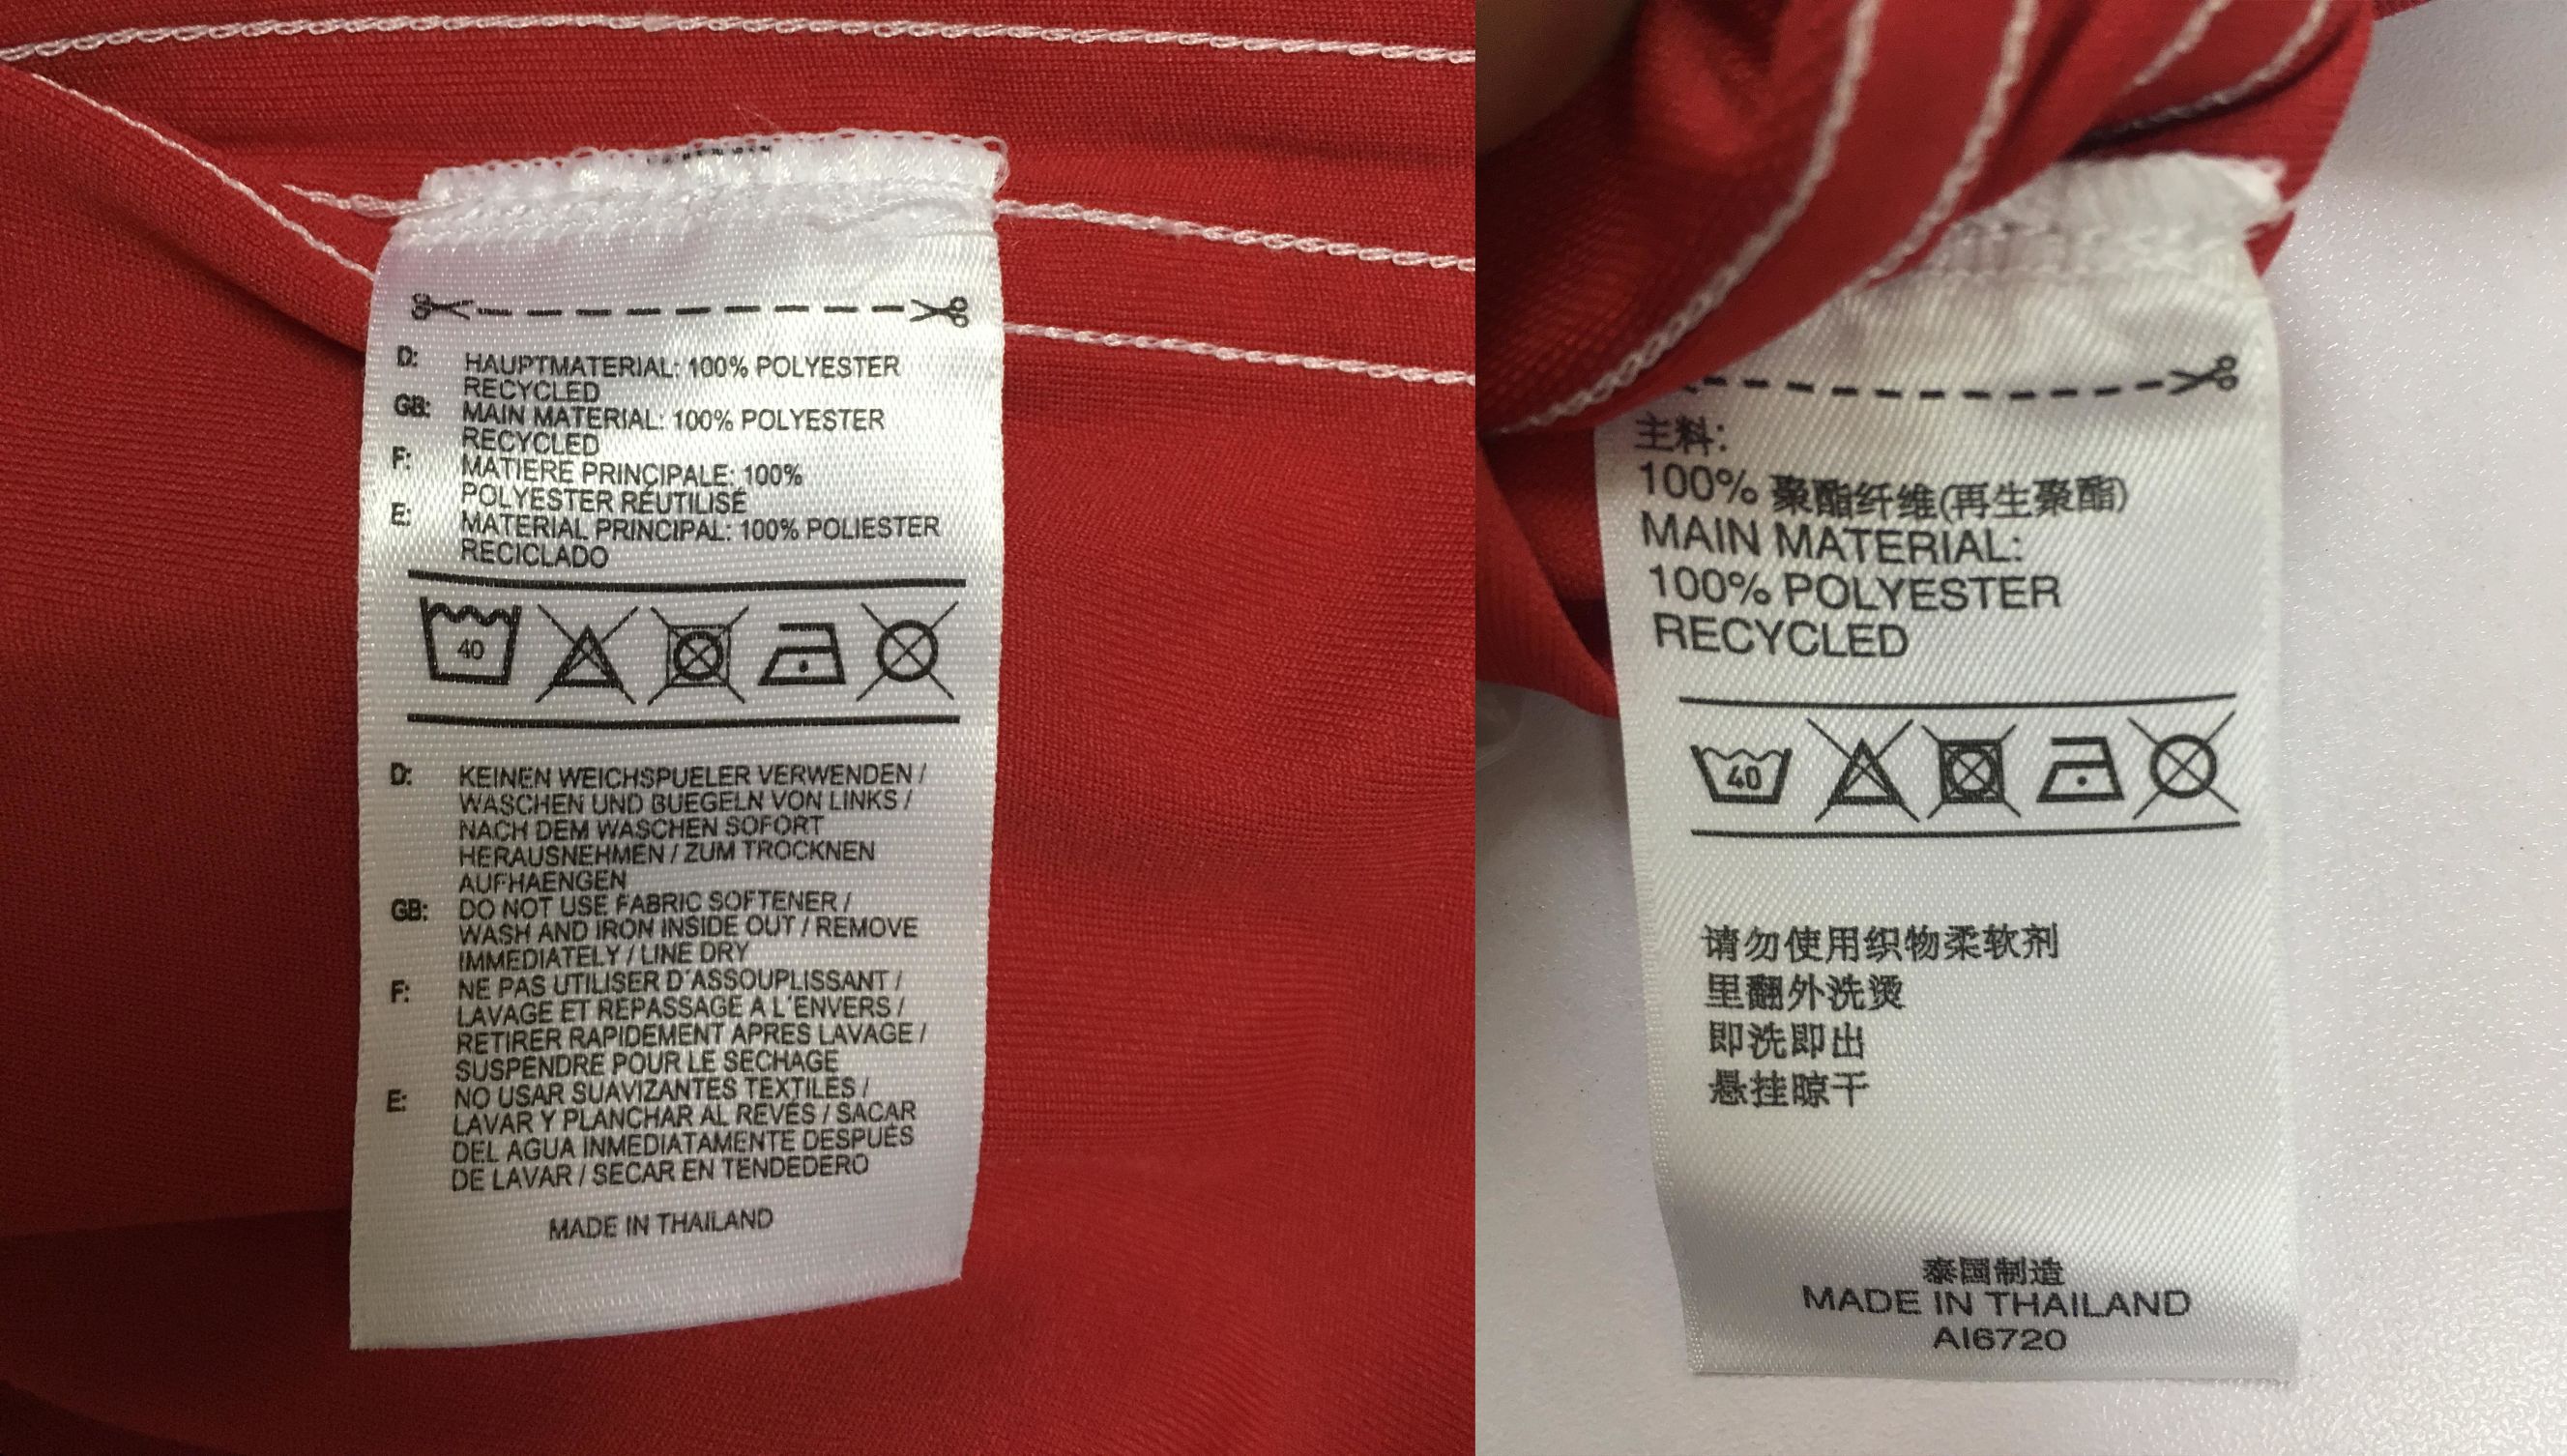 D: HAUPTMATERIAL: 100% POLYESTER
RECYCLED
GB: MAIN MATERIAL: 100% POLYESTER
RECYCLED
F: MATIERE PRINCIPALE: 100%
POLYESTER RÉUTILISÉ
E: MATERIAL PRINCIPAL: 100% POLIESTER
RECICLADO
40
D: KEINEN WEICHSPUELER VERWENDEN /
WASCHEN UND BUEGELN VON LINKS /
NACH DEM WASCHEN SOFORT
HERAUSNEHMEN / ZUM TROCKNEN
AUFHAENGEN
GB: DO NOT USE FABRIC SOFTENER /
WASH AND IRON INSIDE OUT / REMOVE
IMMEDIATELY / LINE DRY
F: NE PAS UTILISER D'ASSOUPLISSANT /
LAVAGE ET REPASSAGE A L'ENVERS /
RETIRER RAPIDEMENT APRES LAVAGE /
SUSPENDRE POUR LE SECHAGE
E: NO USAR SUAVIZANTES TEXTILES /
LAVAR Y PLANCHAR AL REVÉS / SACAR
DEL AGUA INMEDIATAMENTE DESPUÉS
DE LAVAR / SECAR EN TENDEDERO
MADE IN THAILAND
主料:
100% 聚酯纤维(再生聚酯)
MAIN MATERIAL:
100% POLYESTER
RECYCLED
40
请勿使用织物柔软剂
里翻外洗烫
即洗即出
悬挂晾干
泰国制造
MADE IN THAILAND
AI6720